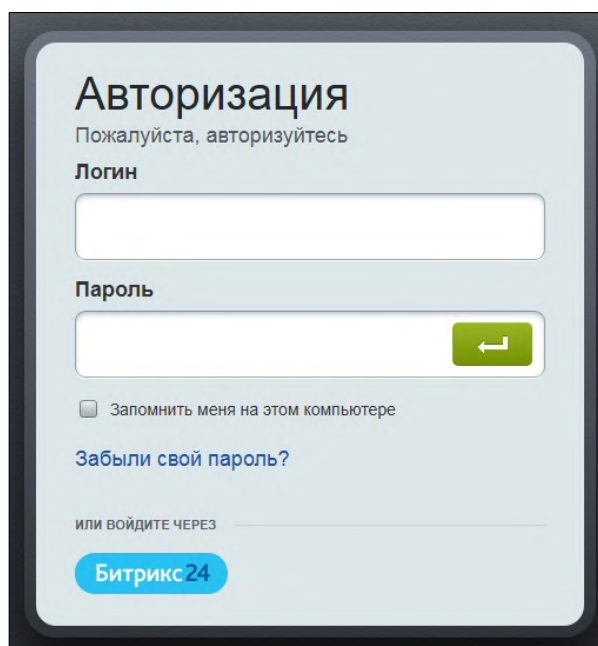 Авторизация
Пожалуйста, авторизуйтесь
Логин
Пароль
Запомнить меня на этом компьютере
Забыли свой пароль?
ИЛИ ВОЙДИТЕ ЧЕРЕЗ
Битрикс24